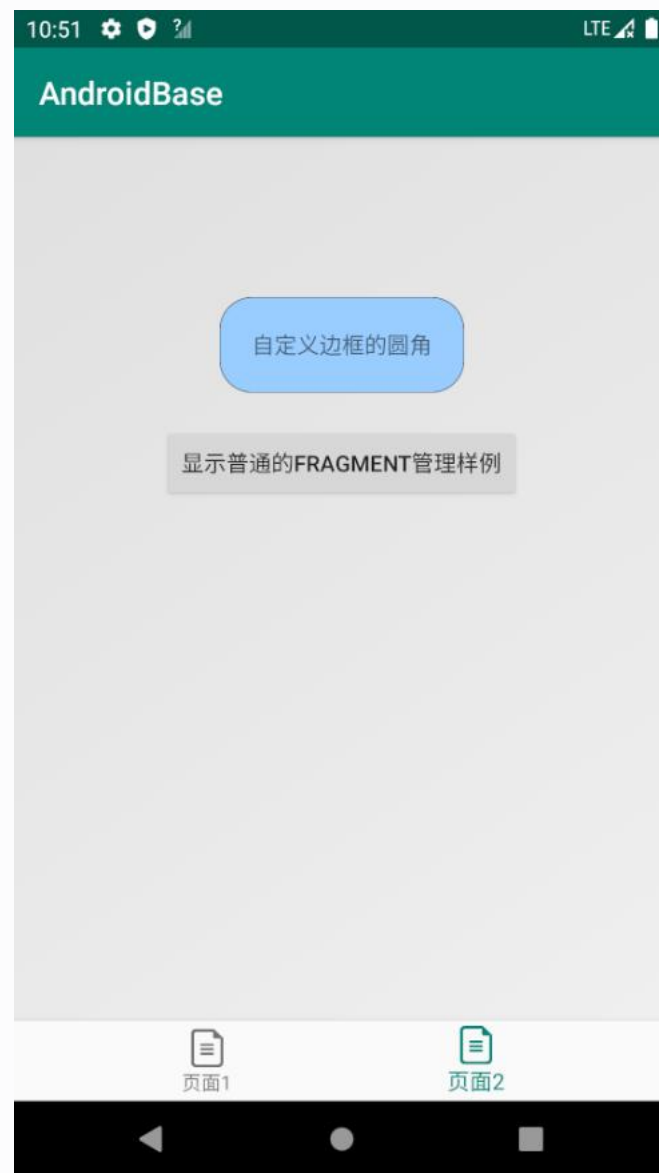 10:51
LTE
AndroidBase
自定义边框的圆角
显示普通的FRAGMENT管理样例
页面1
页面2